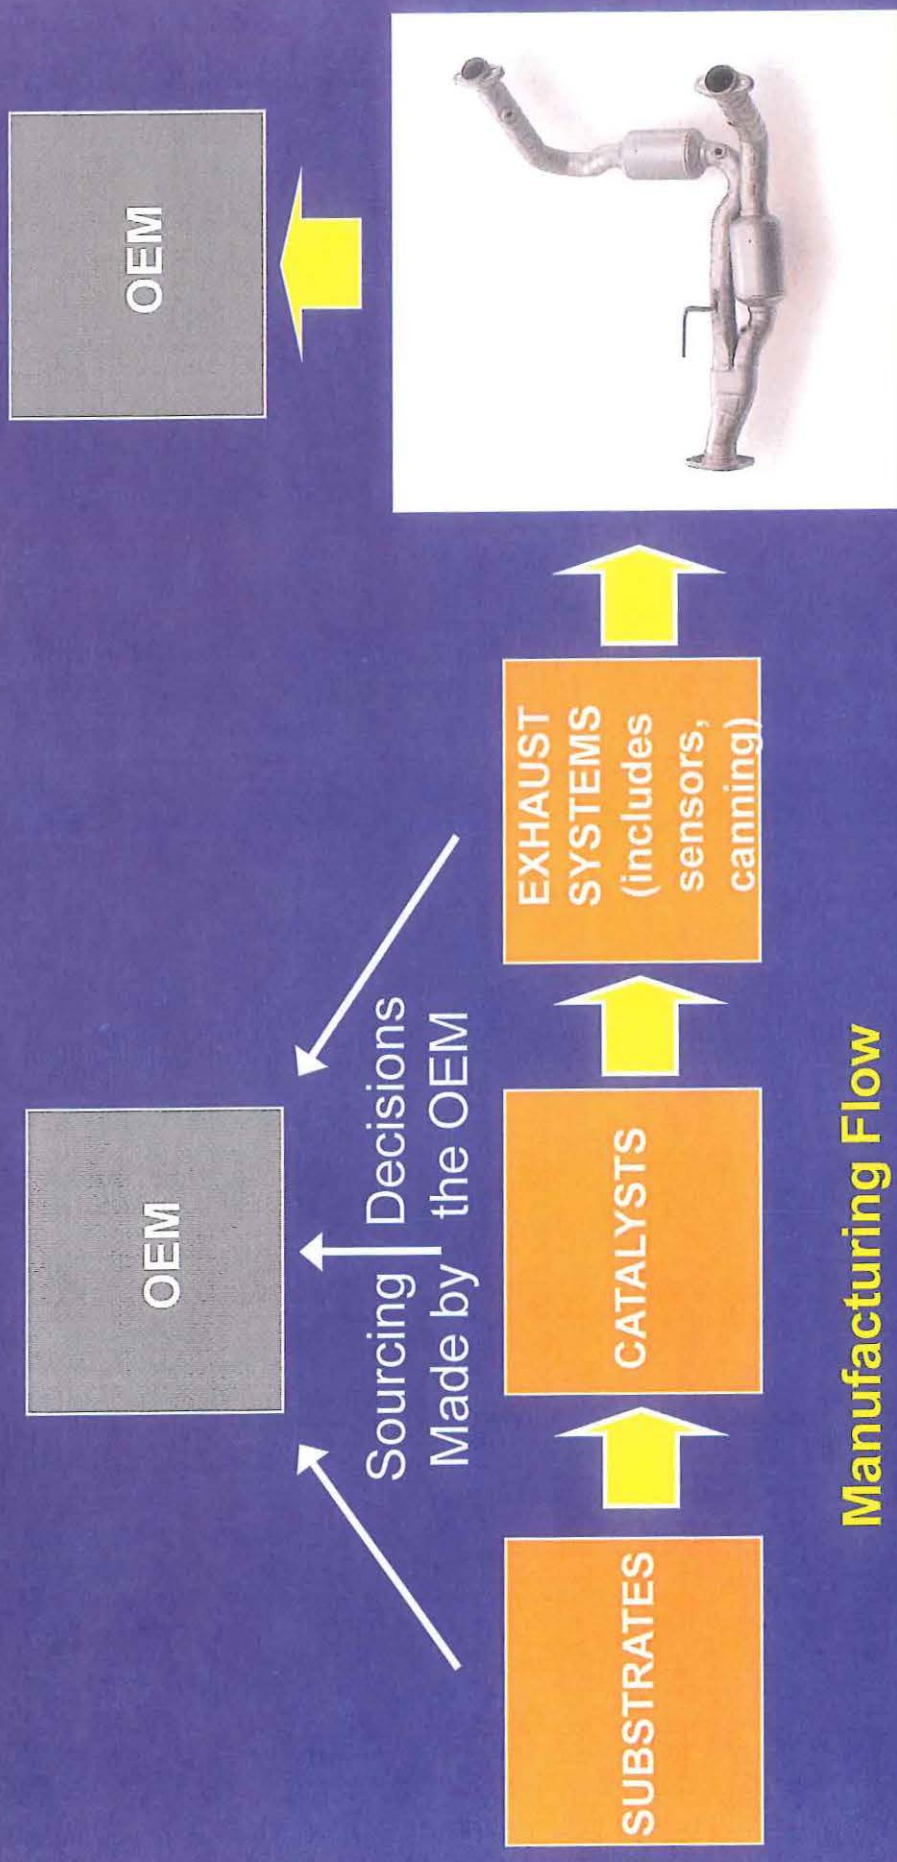 OEM
OEM
Sourcing Decisions
Made by the OEM
SUBSTRATES
CATALYSTS
EXHAUST
SYSTEMS
(includes
sensors,
canning)
Manufacturing Flow